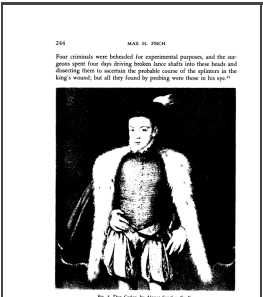 244 MAX H. FISCH
Four criminals were beheaded for experimental purposes, and the sur-
geons spent four days driving broken lance shafts into these heads and
dissecting them to ascertain the probable course of the splinters in the
king's wound; but all they found by probing were those in his eye.